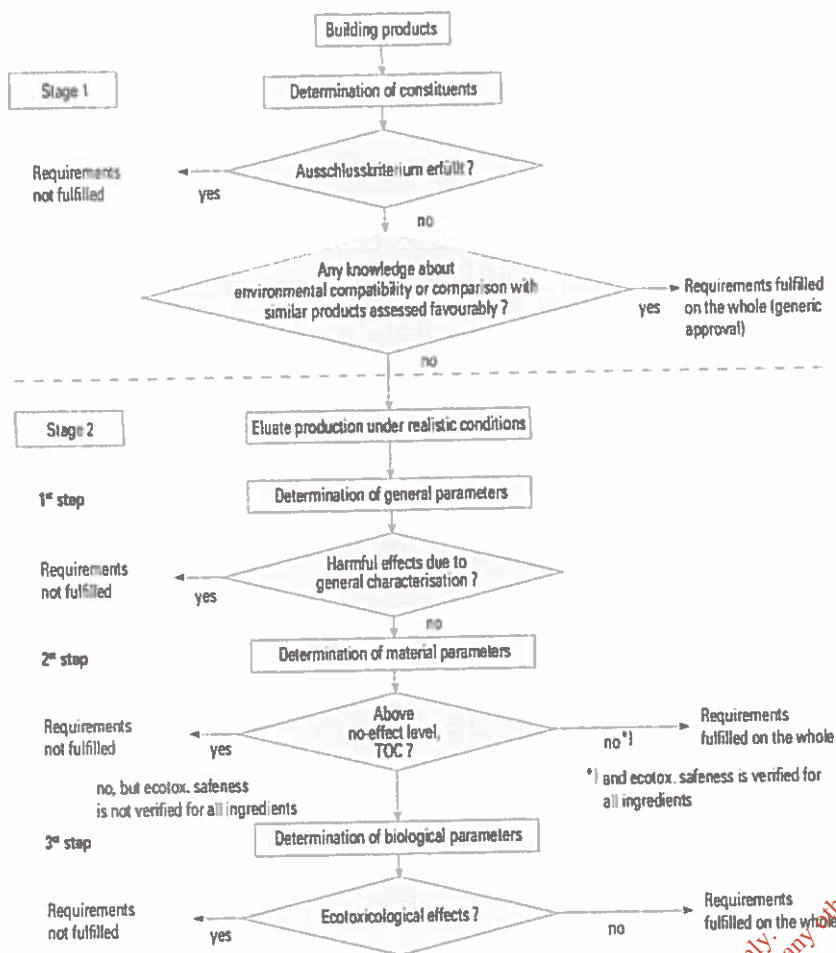 Building products
Stage 1
Determination of constituents
Requirements
not fulfilled
yes
Ausschlusskriterium erfüllt ?
no
Any knowledge about
environmental compatibility or comparison with
similar products assessed favourably ?
yes
Requirements fulfilled
on the whole (generic
approval)
no
Stage 2
Eluate production under realistic conditions
1st step
Determination of general parameters
Requirements
not fulfilled
yes
Harmful effects due to
general characterisation ?
no
2st step
Determination of material parameters
Requirements
not fulfilled
yes
Above
no-effect level,
TOC ?
no*)
Requirements
fulfilled on the whole
no, but ecotox. safeness
is not verified for all ingredients
*) and ecotox. safeness is verified for
all ingredients
3st step
Determination of biological parameters
Requirements
not fulfilled
yes
Ecotoxicological effects ?
no
Requirements
fulfilled on the whole